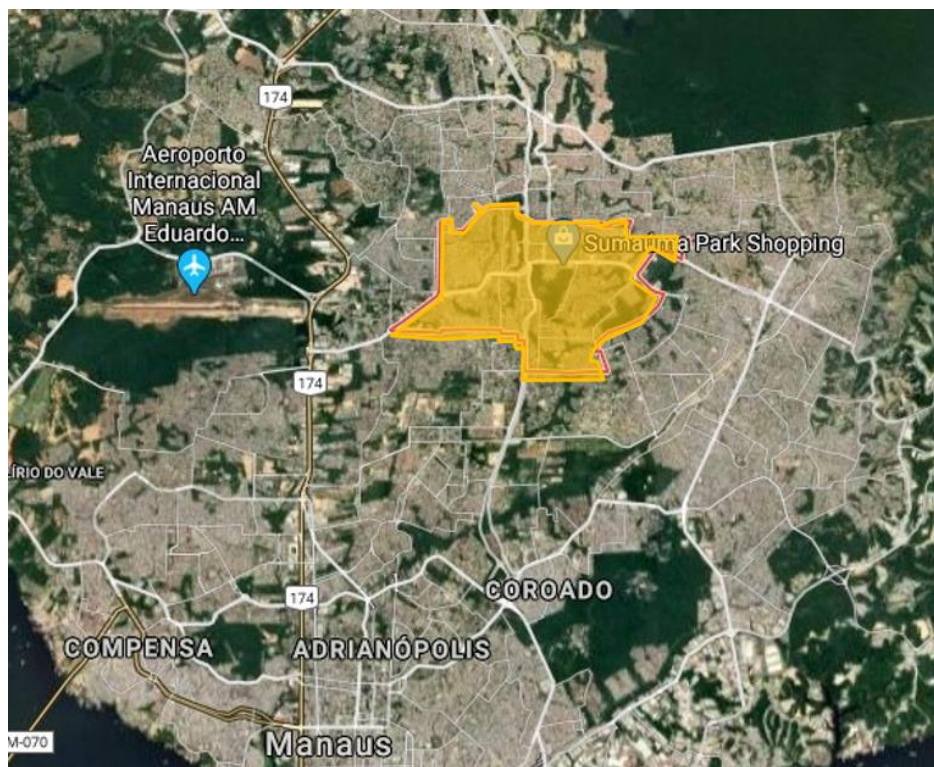 174
Aeroporto
Internacional
Manaus AM
Eduardo...
Sumaúma Park Shopping
174
LÍRIO DO VALE
174
COROADO
COMPENSA
ADRIANÓPOLIS
M-070
Manaus